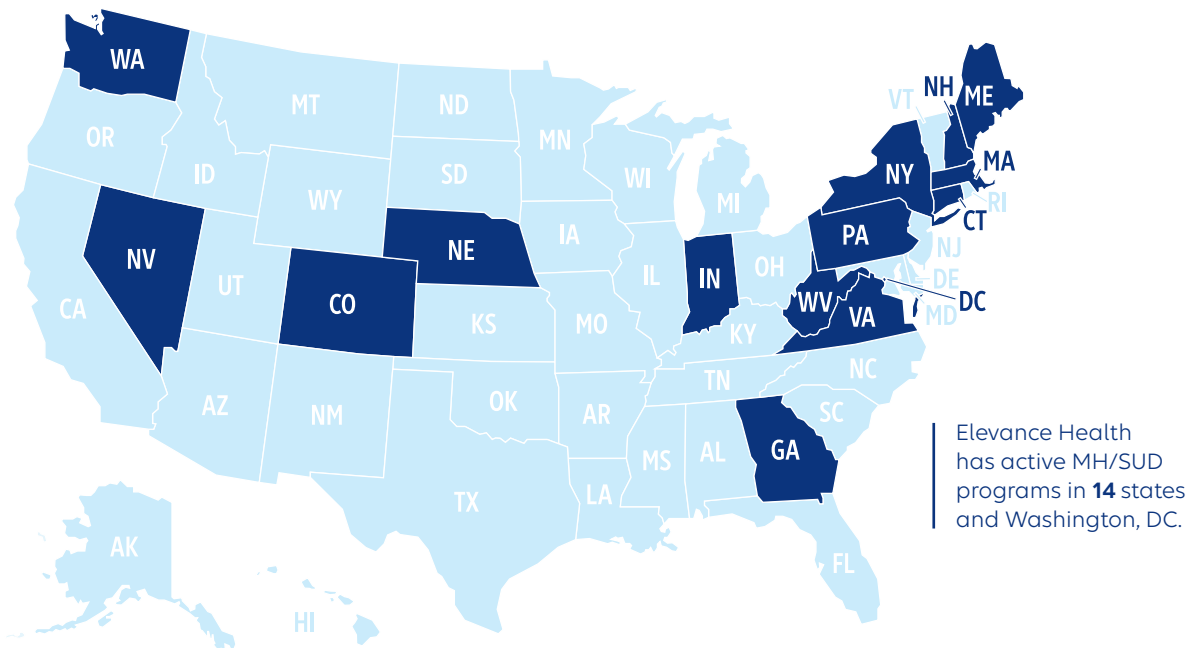 WA
MT
ND
MN
OR
ID
SD
WI
MI
VT
NH
ME
NY
MA
RI
CT
WY
NV
UT
CO
NE
IA
IL
IN
OH
PA
NJ
DE
DC
MD
CA
KS
MO
KY
WV
VA
AZ
NM
OK
AR
TN
NC
SC
MS
AL
GA
TX
LA
FL
AK
HI
Elevance Health
has active MH/SUD
programs in 14 states
and Washington, DC.